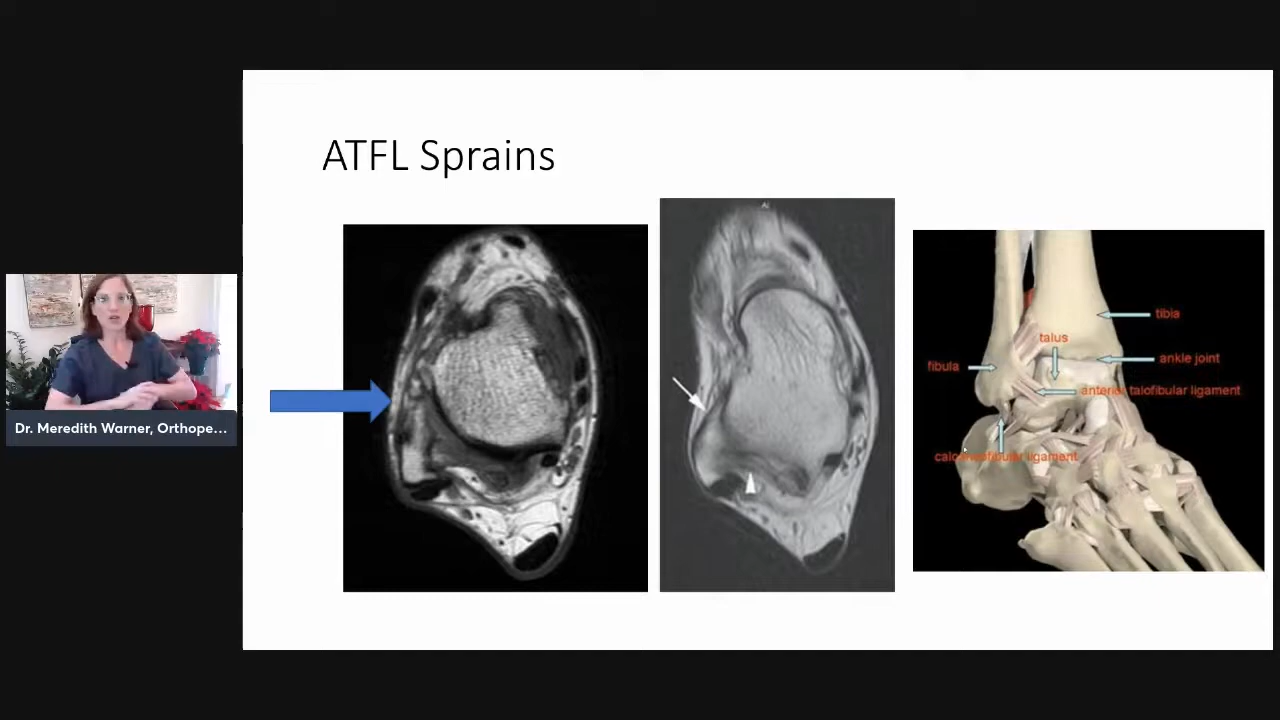 ATFL Sprains
tibia
talus
ankle joint
fibula
anterior talofibular ligament
calcaneofibular ligament
Dr. Meredith Warner, Orthope...